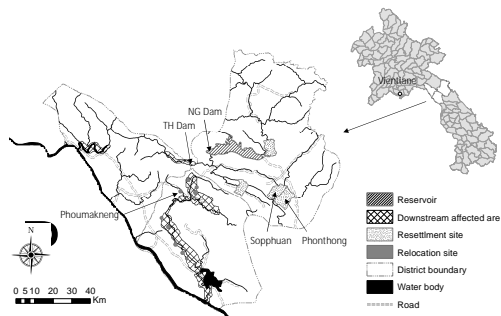 Vientiane
NG Dam
TH Dam
Phoumakneng
Sopphuan
Phonthong
N
0 5 10 20 30 40
Km
Reservoir
Downstream affected area
Resettlment site
Relocation site
District boundary
Water body
Road